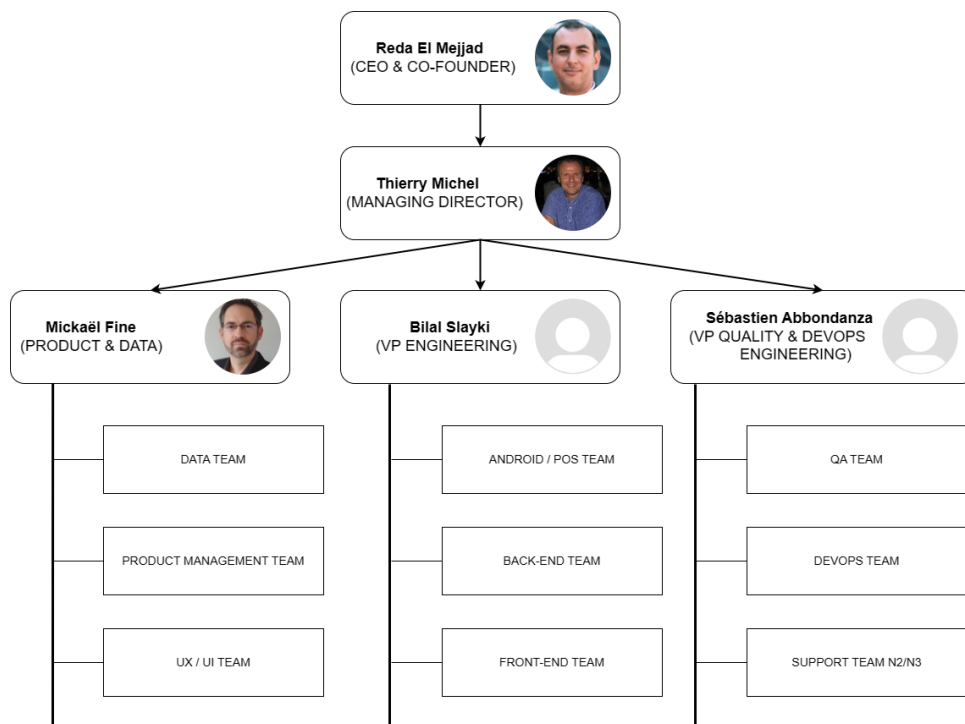 Reda El Mejjad
(CEO & CO-FOUNDER)
Thierry Michel
(MANAGING DIRECTOR)
Mickaël Fine
(PRODUCT & DATA)
Bilal Slayki
(VP ENGINEERING)
Sébastien Abbondanza
(VP QUALITY & DEVOPS
ENGINEERING)
DATA TEAM
ANDROID / POS TEAM
QA TEAM
PRODUCT MANAGEMENT TEAM
BACK-END TEAM
DEVOPS TEAM
UX / UI TEAM
FRONT-END TEAM
SUPPORT TEAM N2/N3